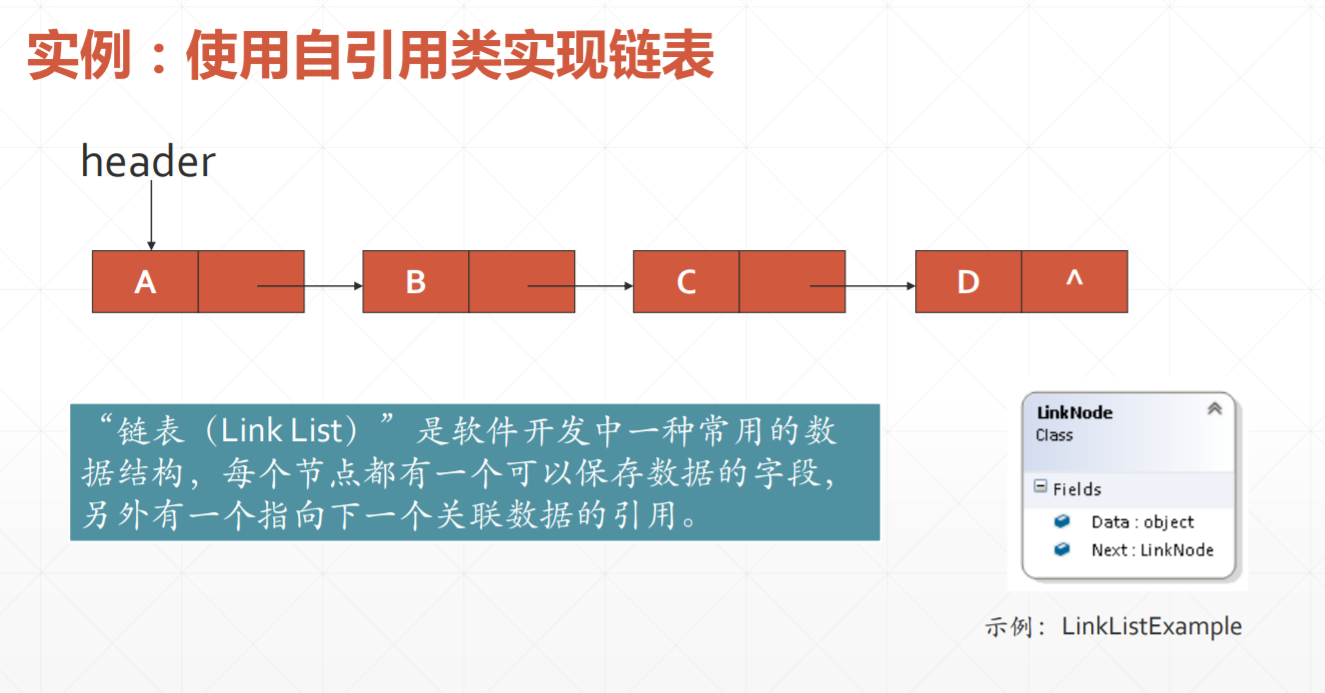 实例：使用自引用类实现链表
header
A
B
C
D
^
“链表（Link List）”是软件开发中一种常用的数
据结构，每个节点都有一个可以保存数据的字段，
另外有一个指向下一个关联数据的引用。
LinkNode
Class
Fields
Data : object
Next : LinkNode
示例：LinkListExample